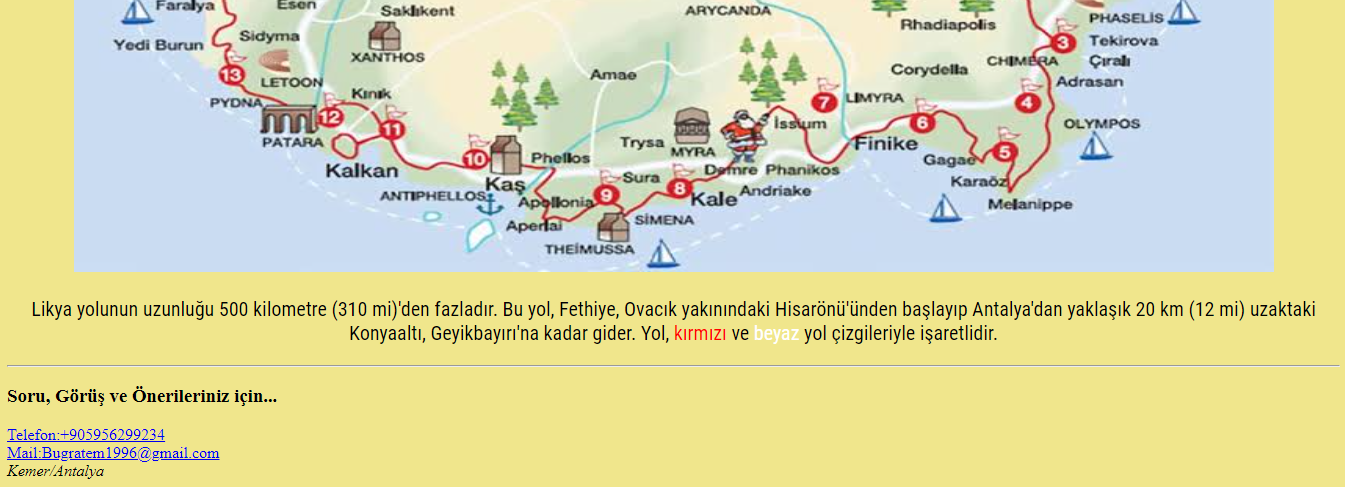 Faralya
Esen
Saklıkent
ARYCANDA
Rhadiapolis
PHASELİS
Yedi Burun
Sidyma
XANTHOS
3
Tekirova
CHIMERA
Çıralı
Corydella
Amae
13
LETOON
Adrasan
PYDNA
Kınık
7
LIMYRA
4
12
11
6
OLYMPOS
PATARA
Trysa
MYRA
İssium
Finike
5
Kalkan
10
Phellos
Gagae
Demre
Phanikos
Karaöz
Kaş
Sura
8
Andriake
ANTIPHELLOS
Apollonia
9
Kale
Melanippe
Aperlai
SİMENA
THEİMUSSA
Likya yolunun uzunluğu 500 kilometre (310 mi)'den fazladır. Bu yol, Fethiye, Ovacık yakınındaki Hisarönü'ünden başlayıp Antalya'dan yaklaşık 20 km (12 mi) uzaktaki
Konyaaltı, Geyikbayırı'na kadar gider. Yol, kırmızı ve beyaz yol çizgileriyle işaretlidir.
Soru, Görüş ve Önerileriniz için...
Telefon:+905956299234
Mail:Bugratem1996@gmail.com
Kemer/Antalya